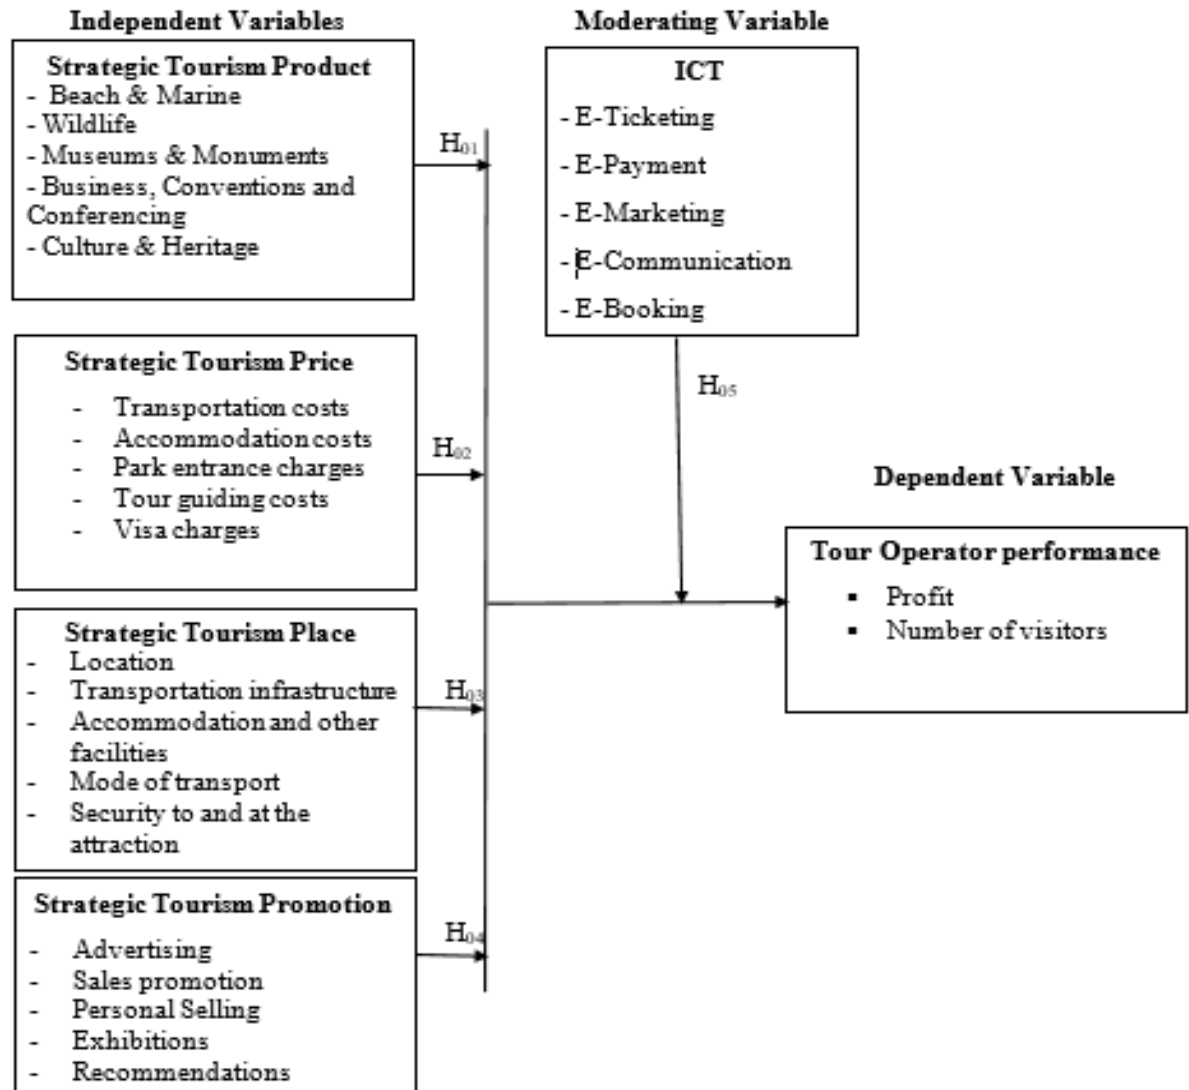 Independent Variables
Strategic Tourism Product
- Beach & Marine
- Wildlife
- Museums & Monuments
- Business, Conventions and
Conferencing
- Culture & Heritage
H01
Strategic Tourism Price
- Transportation costs
- Accommodation costs
- Park entrance charges
- Tour guiding costs
- Visa charges
H02
Strategic Tourism Place
- Location
- Transportation infrastructure
- Accommodation and other
facilities
- Mode of transport
- Security to and at the
attraction
H03
Strategic Tourism Promotion
- Advertising
- Sales promotion
- Personal Selling
- Exhibitions
- Recommendations
H04
Moderating Variable
ICT
- E-Ticketing
- E-Payment
- E-Marketing
- E-Communication
- E-Booking
H05
Dependent Variable
Tour Operator performance
▪ Profit
▪ Number of visitors